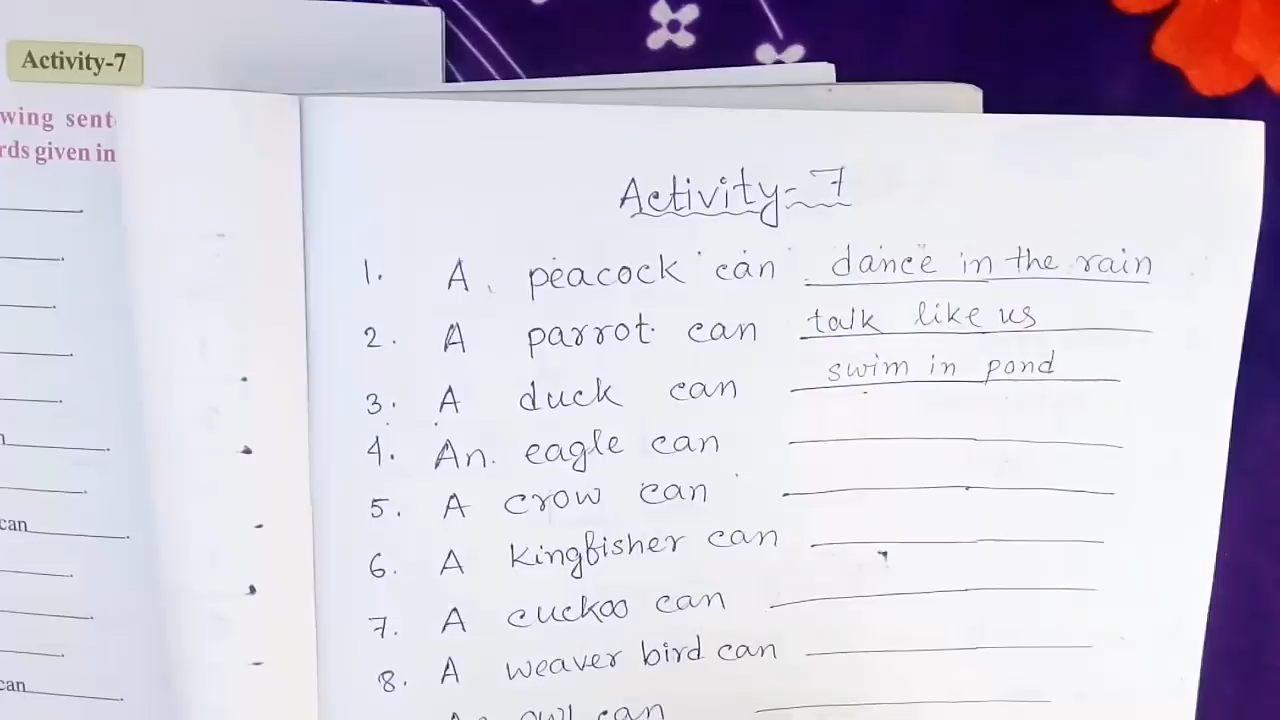 Activity-7
wing sent
rds given in
can
can
Activity-7
1. A peacock can dance in the rain
2. A parrot can talk like us
3. A duck can swim in pond
4. An eagle can
5. A crow can
6. A kingfisher can
7. A cuckoo can
8. A weaver bird can
owl can